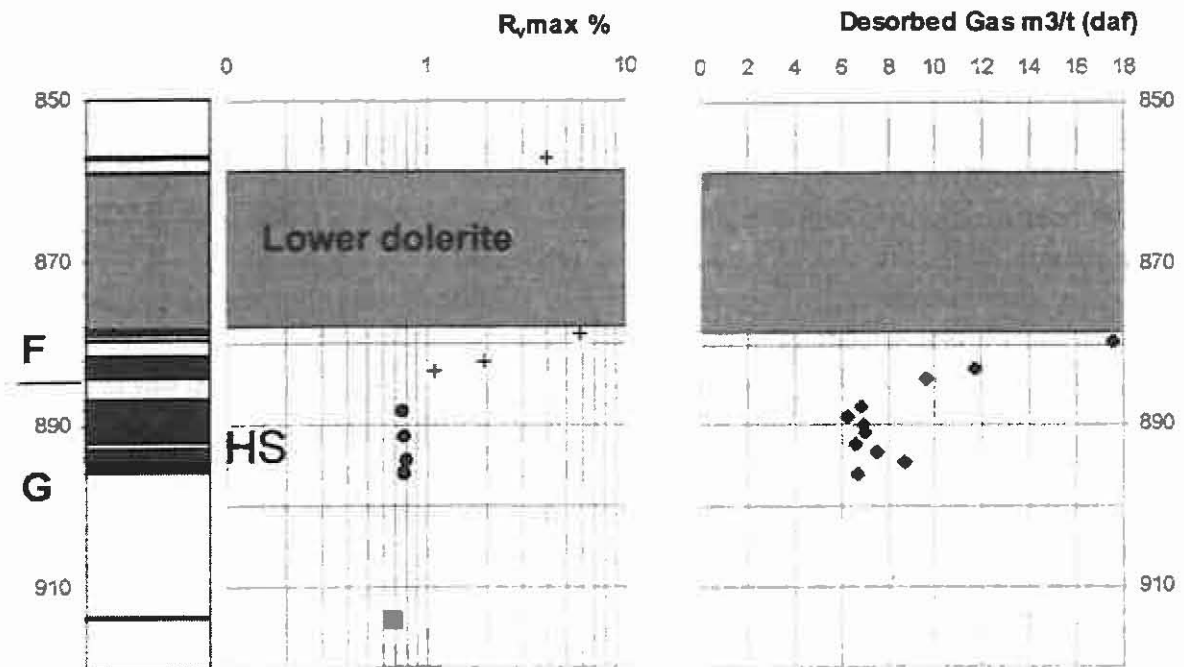 Rvmax %
Desorbed Gas m3/t (daf)
0 1 10
0 2 4 6 8 10 12 14 16 18
850
850
Lower dolerite
870
870
F
890
HS
890
G
910
910